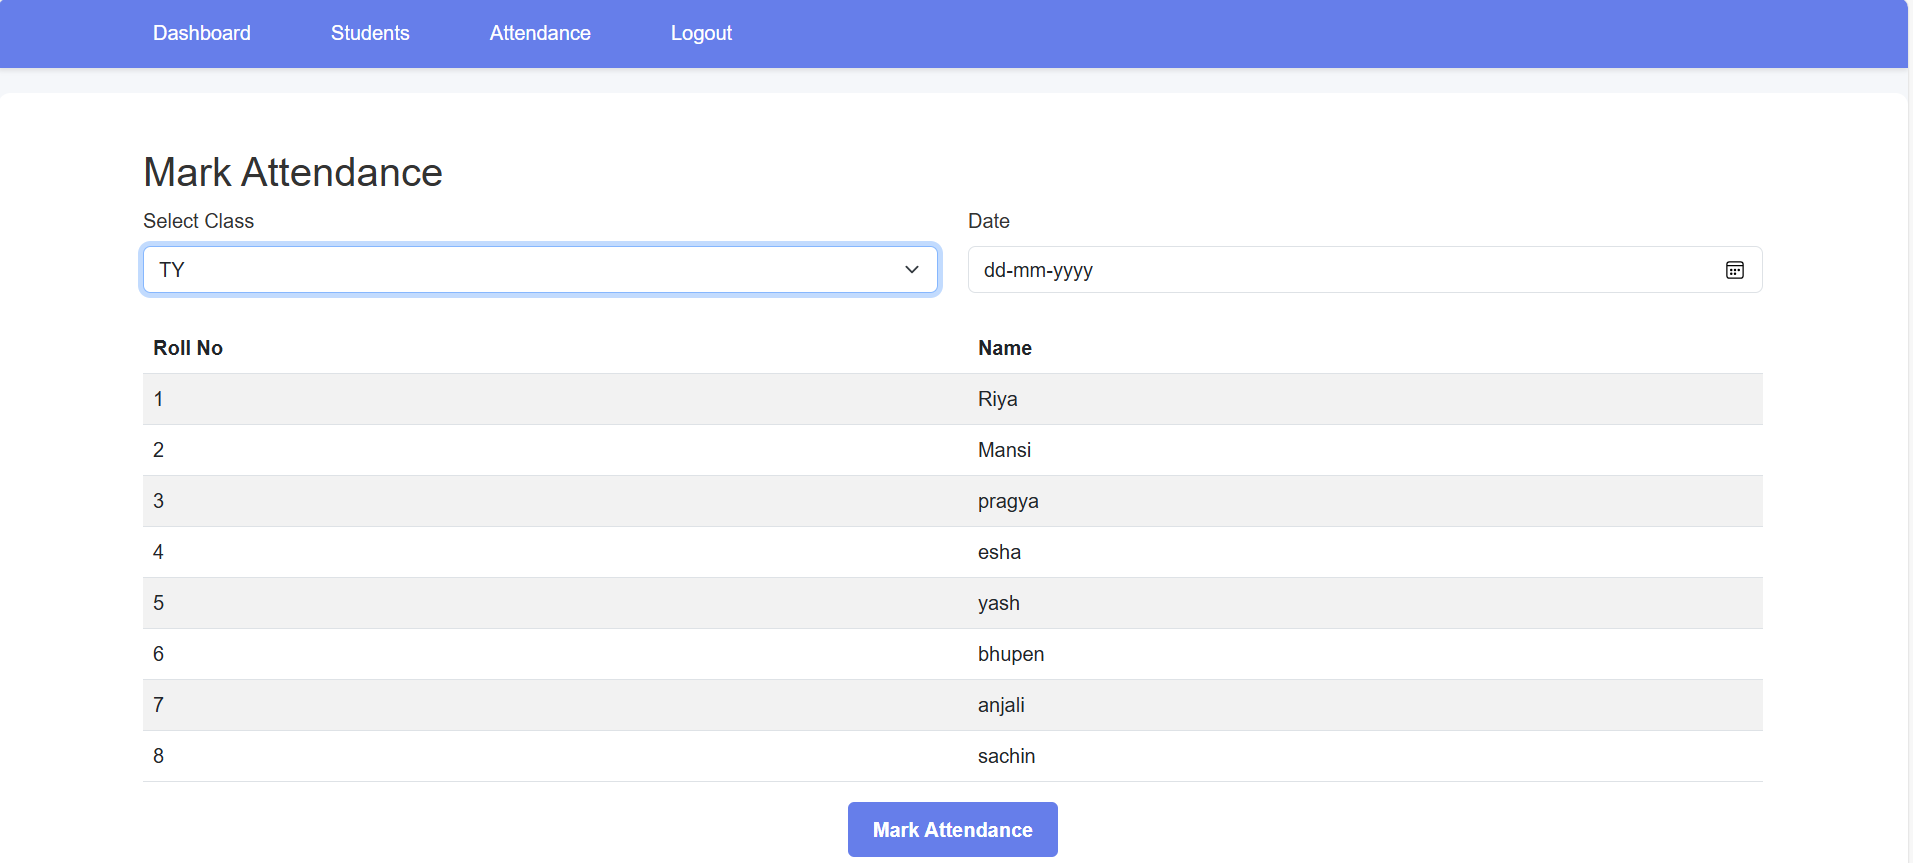 Dashboard Students Attendance Logout
Mark Attendance
Select Class Date
TY dd-mm-yyyy
Roll No Name
1 Riya
2 Mansi
3 pragya
4 esha
5 yash
6 bhupen
7 anjali
8 sachin
Mark Attendance